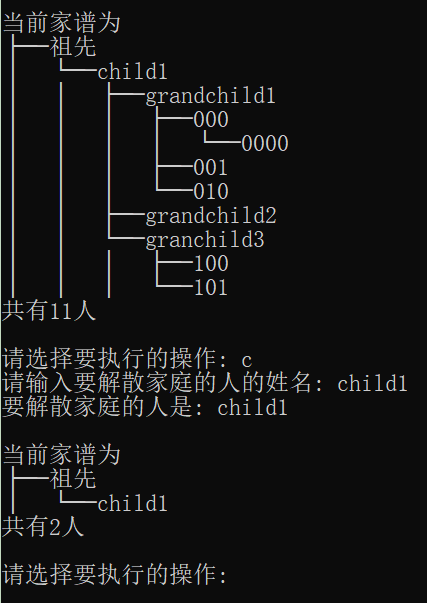 当前家谱为
├──祖先
│   └──child1
│   │   ├──grandchild1
│   │   │   ├──000
│   │   │   │   └──0000
│   │   │   ├──001
│   │   │   └──010
│   │   ├──grandchild2
│   │   └──granchild3
│   │   │   ├──100
│   │   │   └──101
共有11人
请选择要执行的操作: c
请输入要解散家庭的人的姓名: child1
要解散家庭的人是: child1
当前家谱为
├──祖先
│   └──child1
共有2人
请选择要执行的操作: